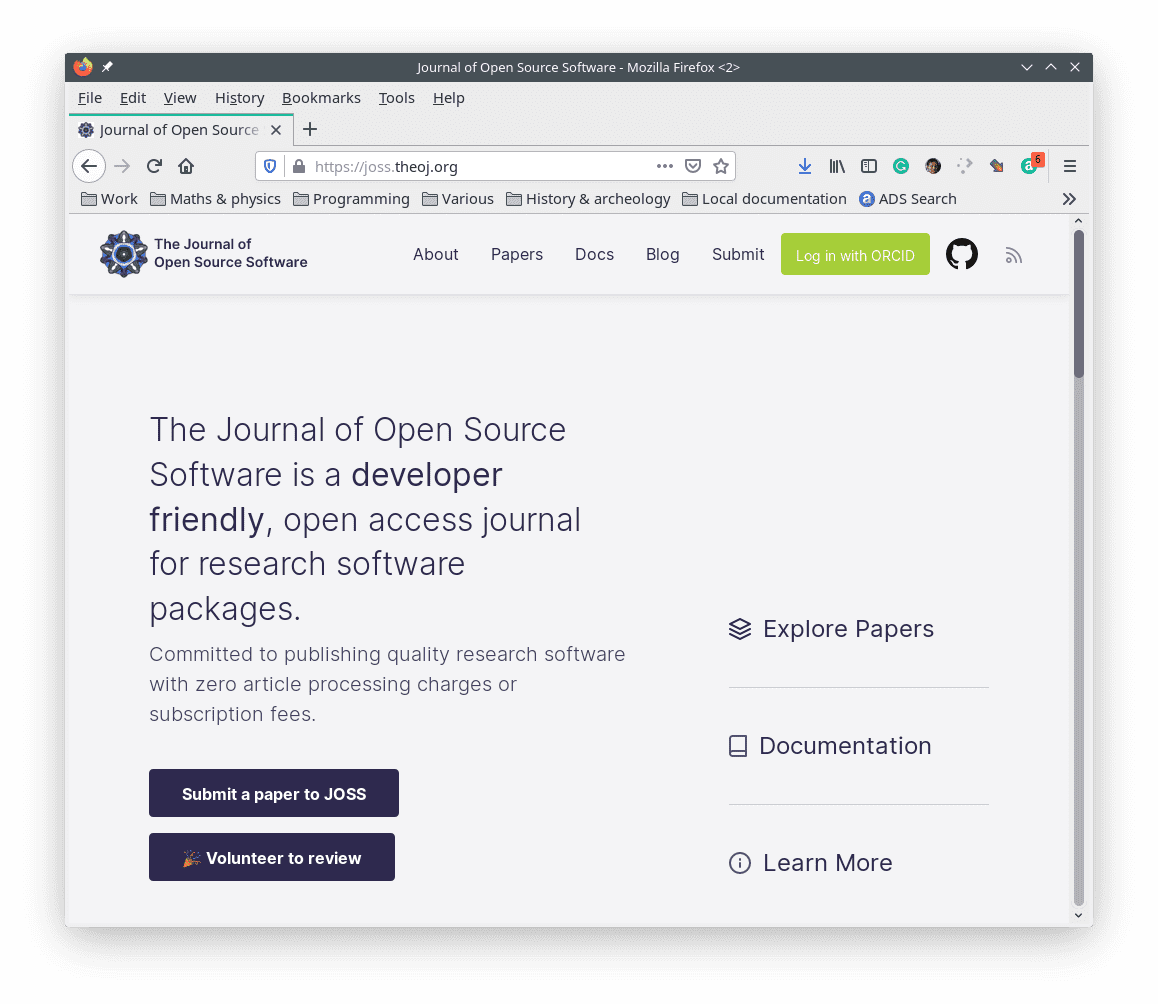 Journal of Open Source Software - Mozilla Firefox <2>
File Edit View History Bookmarks Tools Help
Journal of Open Source
https://joss.theoj.org
6
Work Maths & physics Programming Various History & archeology Local documentation ADS Search
The Journal of
Open Source Software
About Papers Docs Blog Submit Log in with ORCID
The Journal of Open Source
Software is a developer
friendly, open access journal
for research software
packages.
Committed to publishing quality research software
with zero article processing charges or
subscription fees.
Submit a paper to JOSS
🎉 Volunteer to review
Explore Papers
Documentation
Learn More